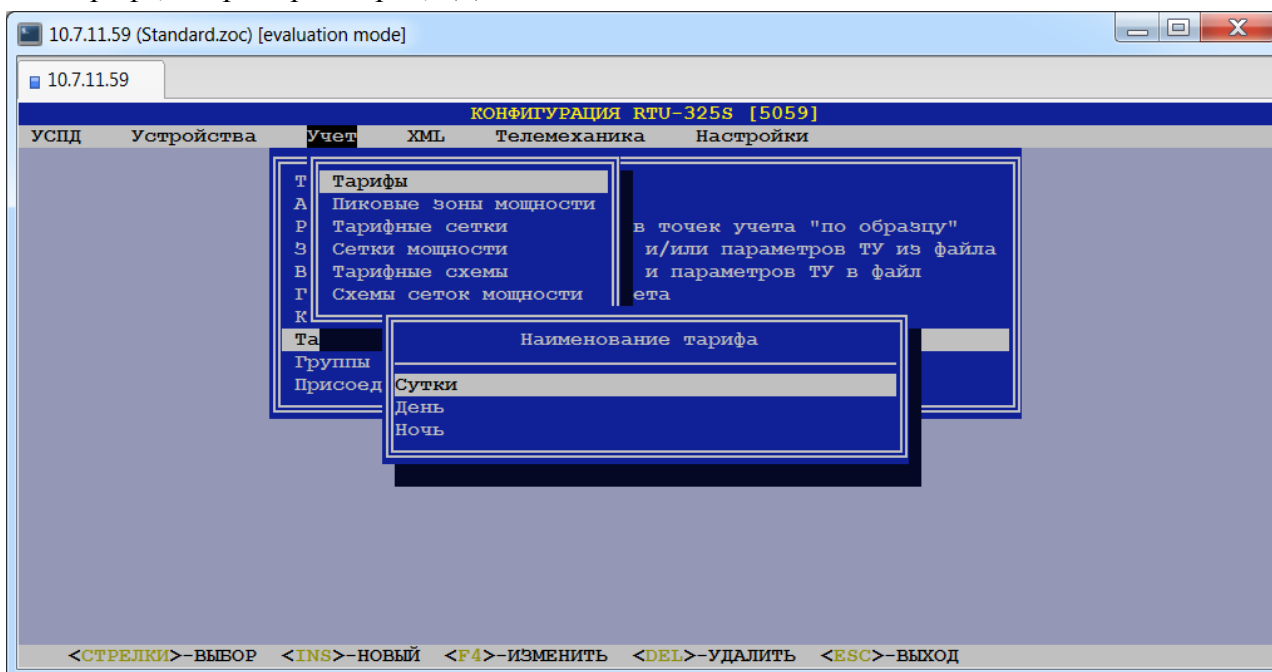 10.7.11.59 (Standard.zoc) [evaluation mode]
10.7.11.59
КОНФИГУРАЦИЯ RTU-325S [5059]
УСПД Устройства Учет XML Телемеханика Настройки
Т Тарифы
А Пиковые зоны мощности
Р Тарифные сетки в точек учета "по образцу"
З Сетки мощности и/или параметров ТУ из файла
В Тарифные схемы и параметров ТУ в файл
Г Схемы сеток мощности ета
К
Та Наименование тарифа
Группы
Присоед Сутки
День
Ночь
<СТРЕЛКИ>-ВЫБОР <INS>-НОВЫЙ <F4>-ИЗМЕНИТЬ <DEL>-УДАЛИТЬ <ESC>-ВЫХОД